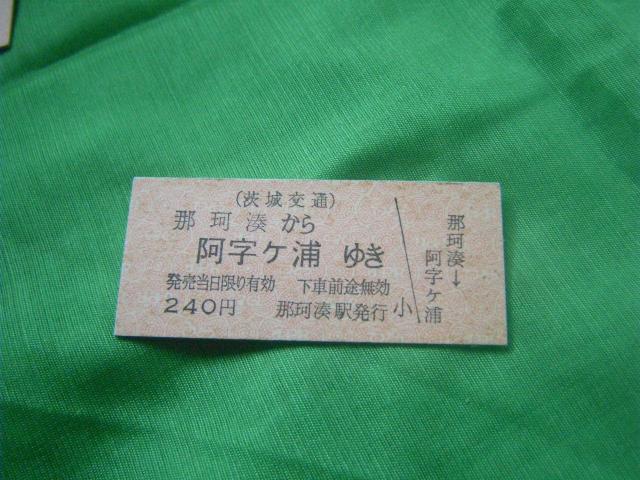 (茨城交通)
那珂湊から
阿字ケ浦ゆき
発売当日限り有効 下車前途無効
240円 那珂湊駅発行 小
那珂湊→
阿字ケ浦